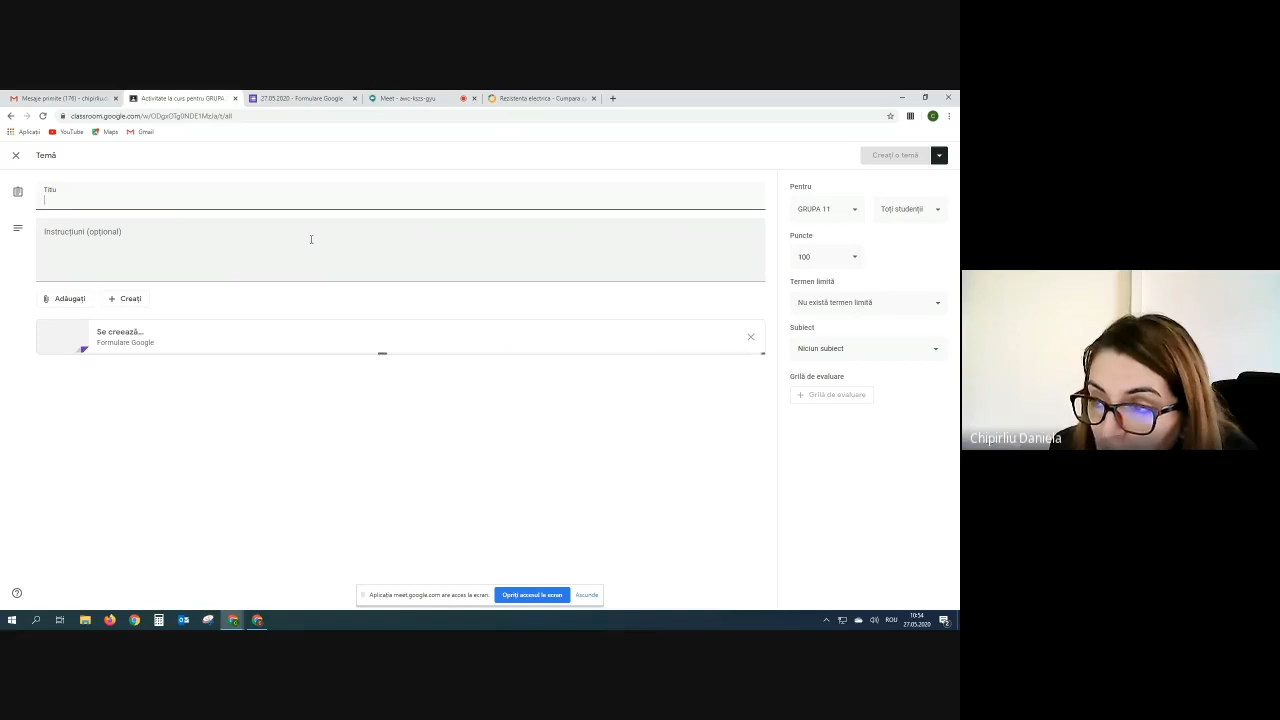 Mesaje primite (176) - chipirliu.
Activitate la curs pentru GRUPA
27.05.2020 - Formulare Google
Meet - awc-kszs-gyu
Rezistenta electrica - Cumpara
classroom.google.com/w/ODgxOTg0NDE1MzJa/t/all
Aplicații
YouTube
Maps
Gmail
Temă
Creați o temă
Titlu
Instrucțiuni (opțional)
Adăugați
Creați
Se creează...
Formulare Google
Pentru
GRUPA 11
Toți studenții
Puncte
100
Termen limită
Nu există termen limită
Subiect
Niciun subiect
Grilă de evaluare
Grilă de evaluare
Chipirliu Daniela
Aplicația meet.google.com are acces la ecran.
Opriți accesul la ecran
Ascunde
ROU
10:54
27.05.2020